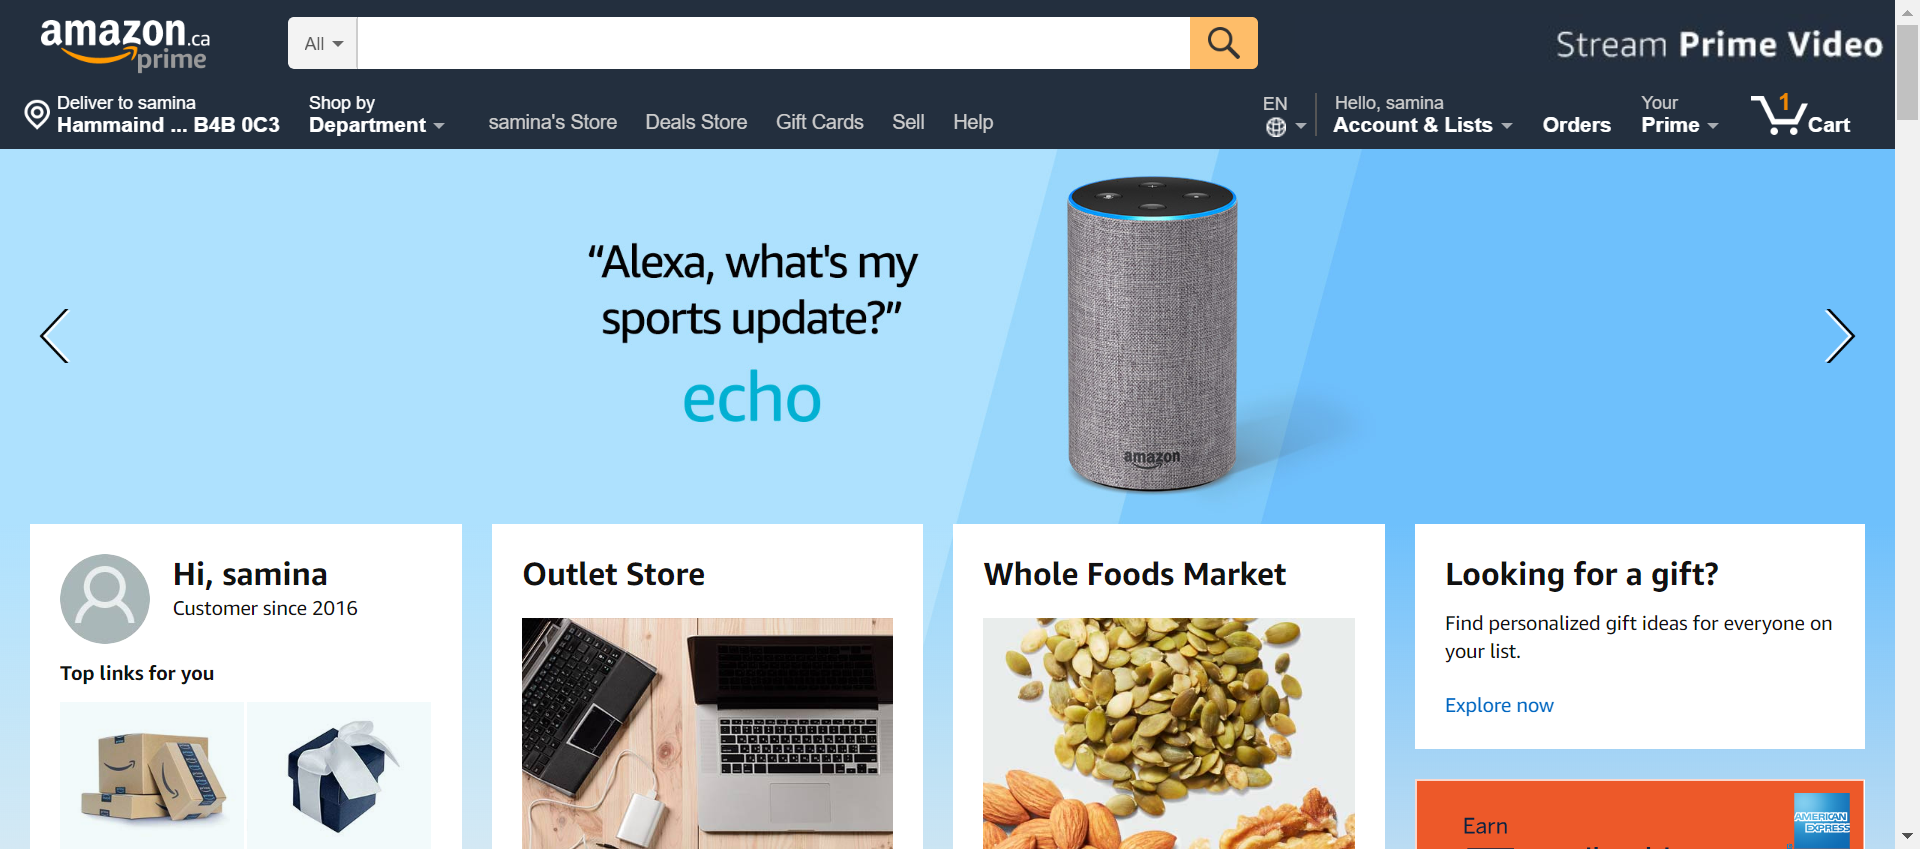 amazon.ca
prime
All
Stream Prime Video
Deliver to samina
Hammaind ... B4B 0C3
Shop by
Department
samina's Store
Deals Store
Gift Cards
Sell
Help
EN
Hello, samina
Account & Lists
Orders
Your
Prime
1
Cart
“Alexa, what's my
sports update?”
echo
amazon
Hi, samina
Customer since 2016
Top links for you
Outlet Store
Whole Foods Market
Looking for a gift?
Find personalized gift ideas for everyone on
your list.
Explore now
Earn
AMERICAN
EXPRESS